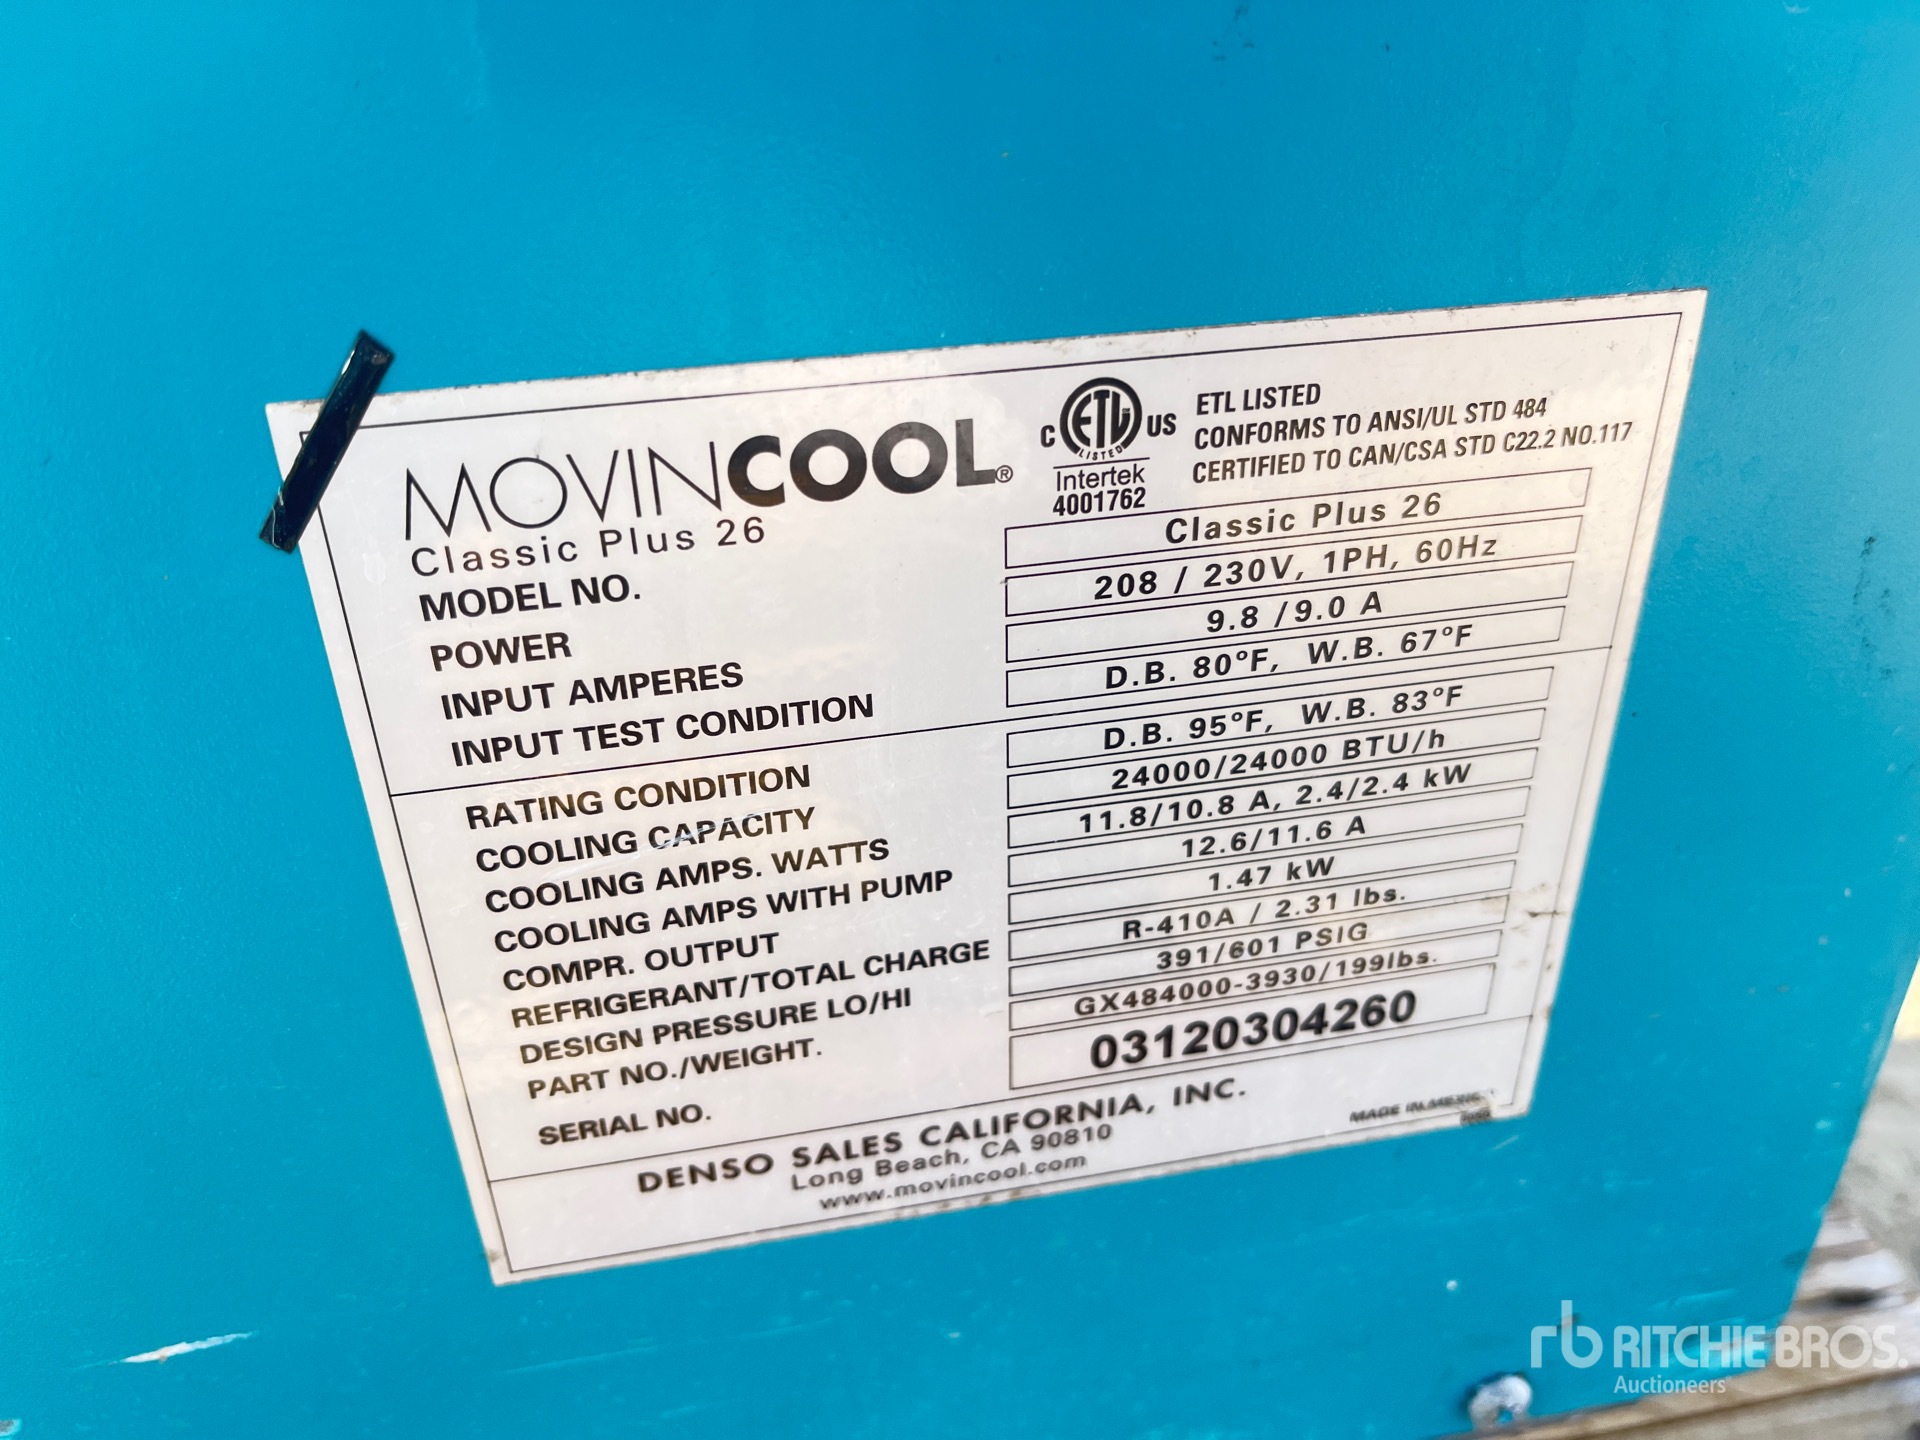 MOVINCOOL®
Classic Plus 26
C ETL LISTED US
Intertek
4001762
ETL LISTED
CONFORMS TO ANSI/UL STD 484
CERTIFIED TO CAN/CSA STD C22.2 NO.117
MODEL NO. Classic Plus 26
POWER 208 / 230V, 1PH, 60Hz
INPUT AMPERES 9.8 /9.0 A
INPUT TEST CONDITION D.B. 80°F, W.B. 67°F
RATING CONDITION D.B. 95°F, W.B. 83°F
COOLING CAPACITY 24000/24000 BTU/h
COOLING AMPS. WATTS 11.8/10.8 A, 2.4/2.4 kW
COOLING AMPS WITH PUMP 12.6/11.6 A
COMPR. OUTPUT 1.47 kW
REFRIGERANT/TOTAL CHARGE R-410A / 2.31 lbs.
DESIGN PRESSURE LO/HI 391/601 PSIG
PART NO./WEIGHT. GX484000-3930/199lbs.
SERIAL NO. 03120304260
DENSO SALES CALIFORNIA, INC.
Long Beach, CA 90810
www.movincool.com
MADE IN
rb RITCHIE BROS.
Auctioneers